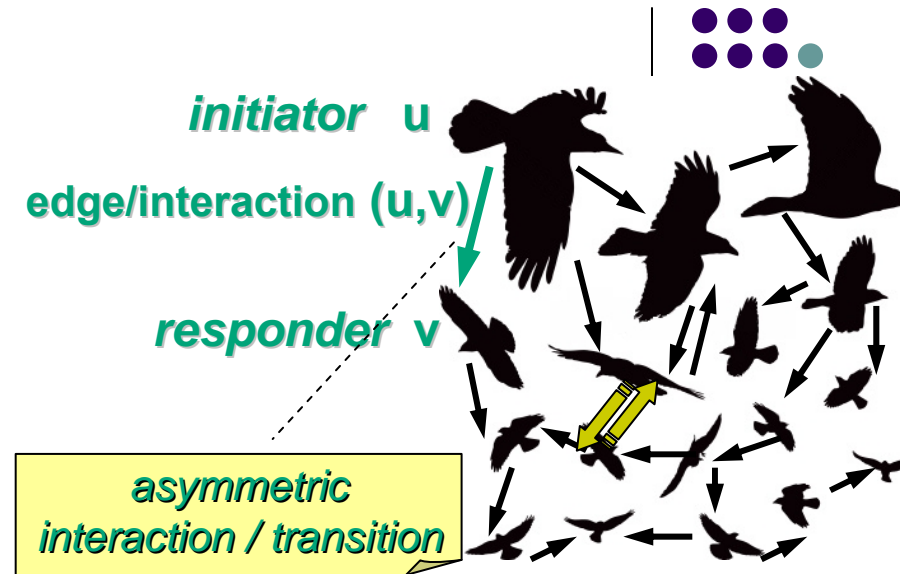 initiator u
edge/interaction (u,v)
responder v
asymmetric
interaction / transition